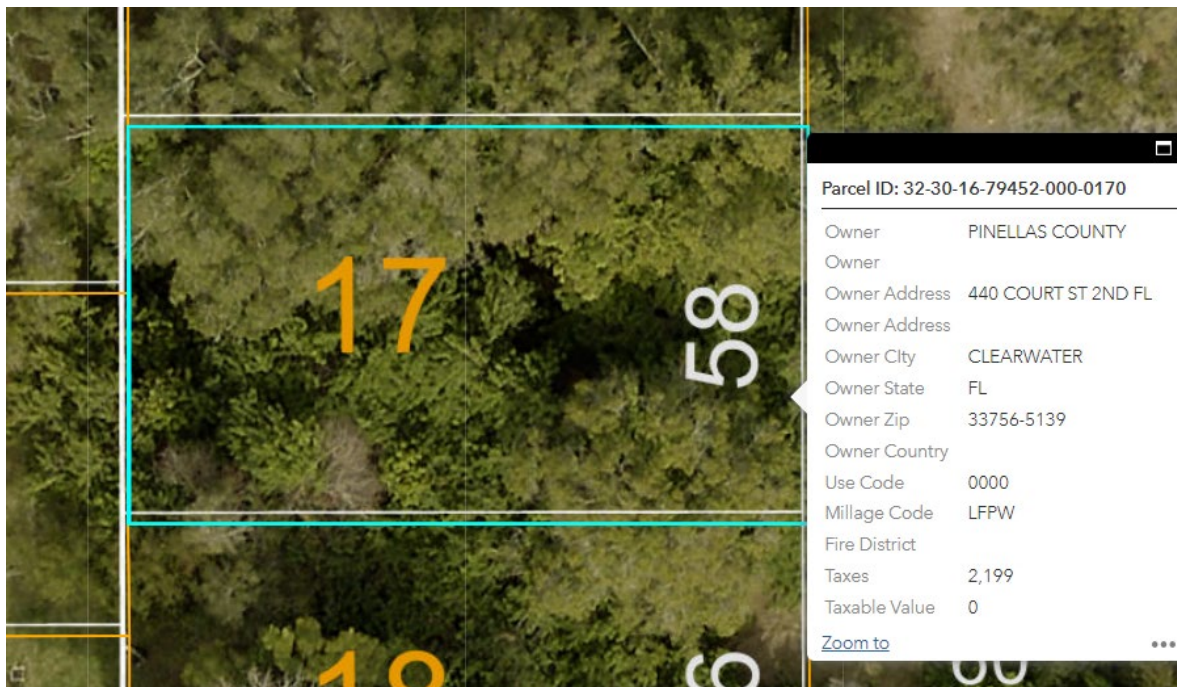 17
58
Parcel ID: 32-30-16-79452-000-0170
Owner PINELLAS COUNTY
Owner
Owner Address 440 COURT ST 2ND FL
Owner Address
Owner CIty CLEARWATER
Owner State FL
Owner Zip 33756-5139
Owner Country
Use Code 0000
Millage Code LFPW
Fire District
Taxes 2,199
Taxable Value 0
Zoom to